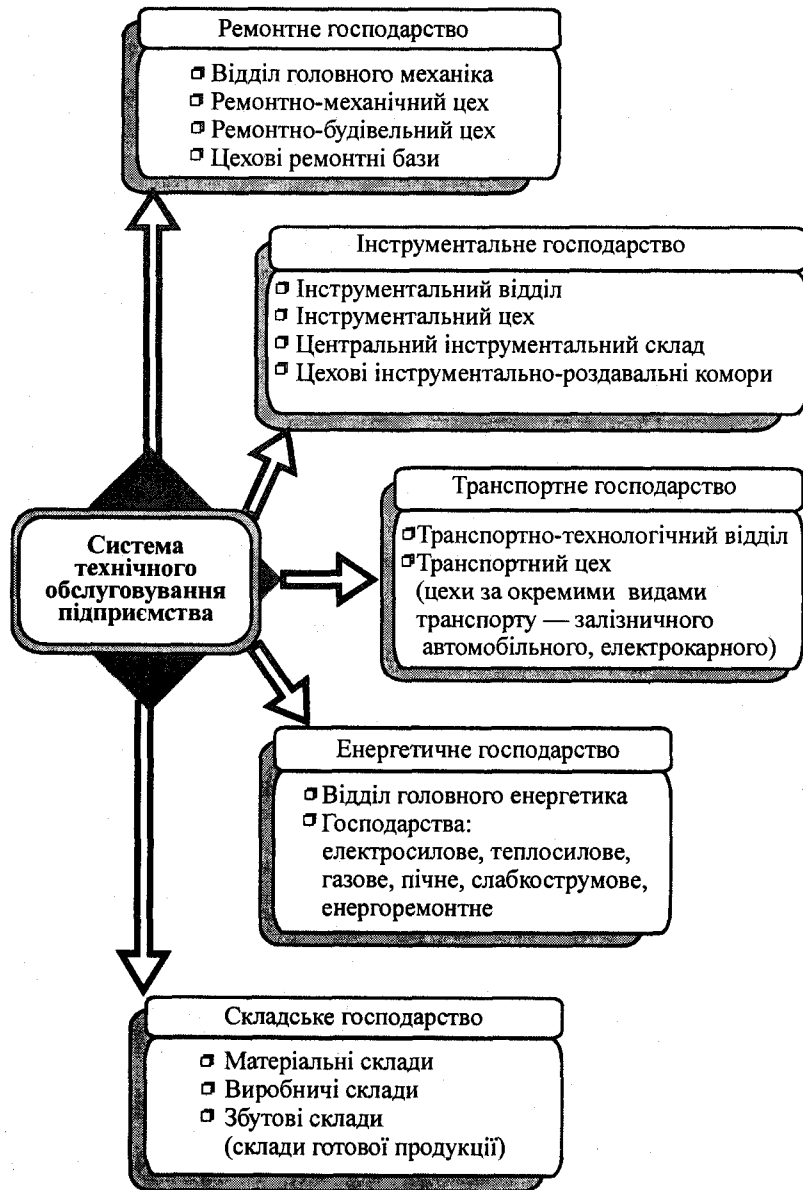 Ремонтне господарство
Відділ головного механіка
Ремонтно-механічний цех
Ремонтно-будівельний цех
Цехові ремонтні бази
Інструментальне господарство
Інструментальний відділ
Інструментальний цех
Центральний інструментальний склад
Цехові інструментально-роздавальні комори
Транспортне господарство
Транспортно-технологічний відділ
Транспортний цех
(цехи за окремими видами
транспорту — залізничного
автомобільного, електрокарного)
Система
технічного
обслуговування
підприємства
Енергетичне господарство
Відділ головного енергетика
Господарства:
електросилове, теплосилове,
газове, пічне, слабкострумове,
енергоремонтне
Складське господарство
Матеріальні склади
Виробничі склади
Збутові склади
(склади готової продукції)